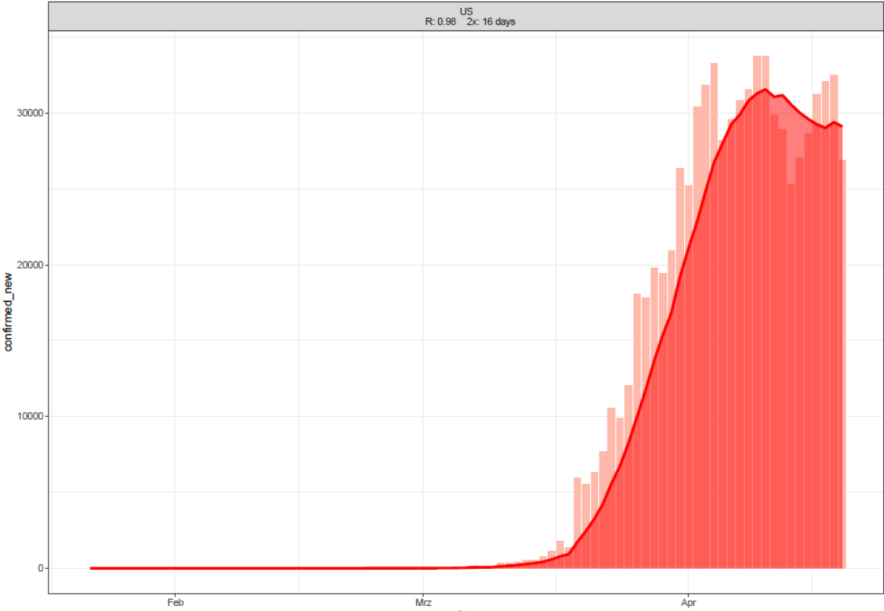 US
R: 0.98 2x: 16 days
confirmed_new
30000
20000
10000
0
Feb
Mrz
Apr